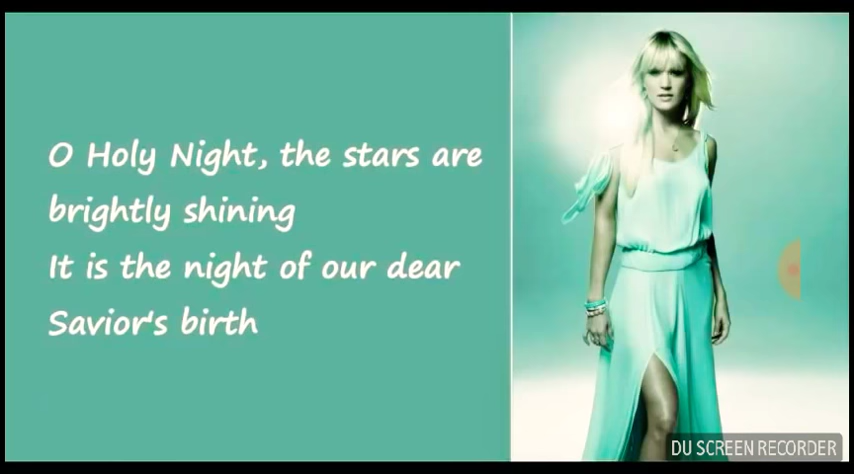 O Holy Night, the stars are
brightly shining
It is the night of our dear
Savior's birth
DU SCREEN RECORDER